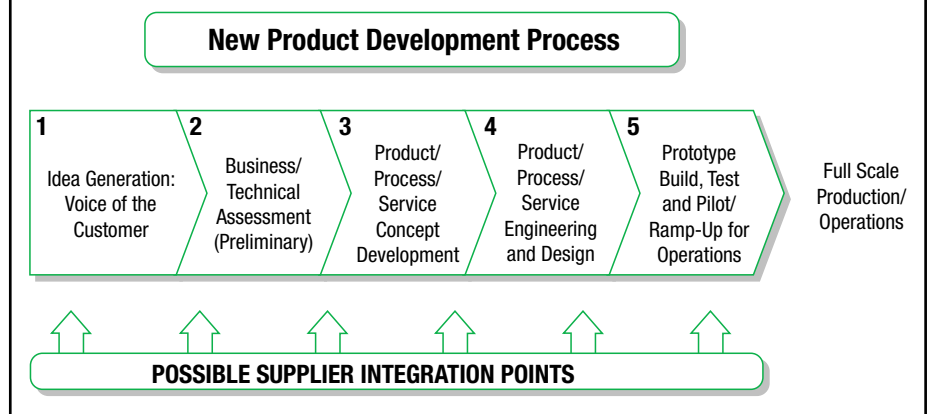 New Product Development Process
1
Idea Generation:
Voice of the
Customer
2
Business/
Technical
Assessment
(Preliminary)
3
Product/
Process/
Service
Concept
Development
4
Product/
Process/
Service
Engineering
and Design
5
Prototype
Build, Test
and Pilot/
Ramp-Up for
Operations
Full Scale
Production/
Operations
POSSIBLE SUPPLIER INTEGRATION POINTS